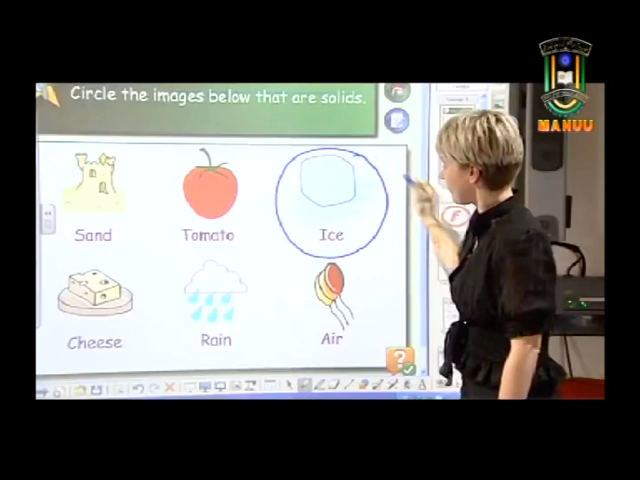 Circle the images below that are solids.
MANUU
Sand
Tomato
Ice
Cheese
Rain
Air
?
F